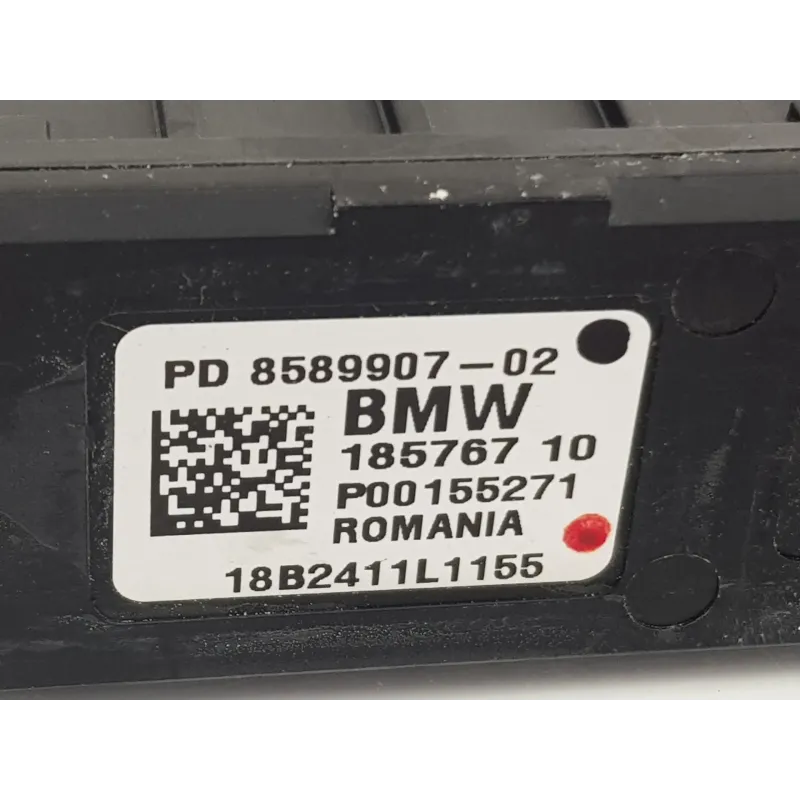 PD 8589907-02
BMW
185767 10
P00155271
ROMANIA
18B2411L1155